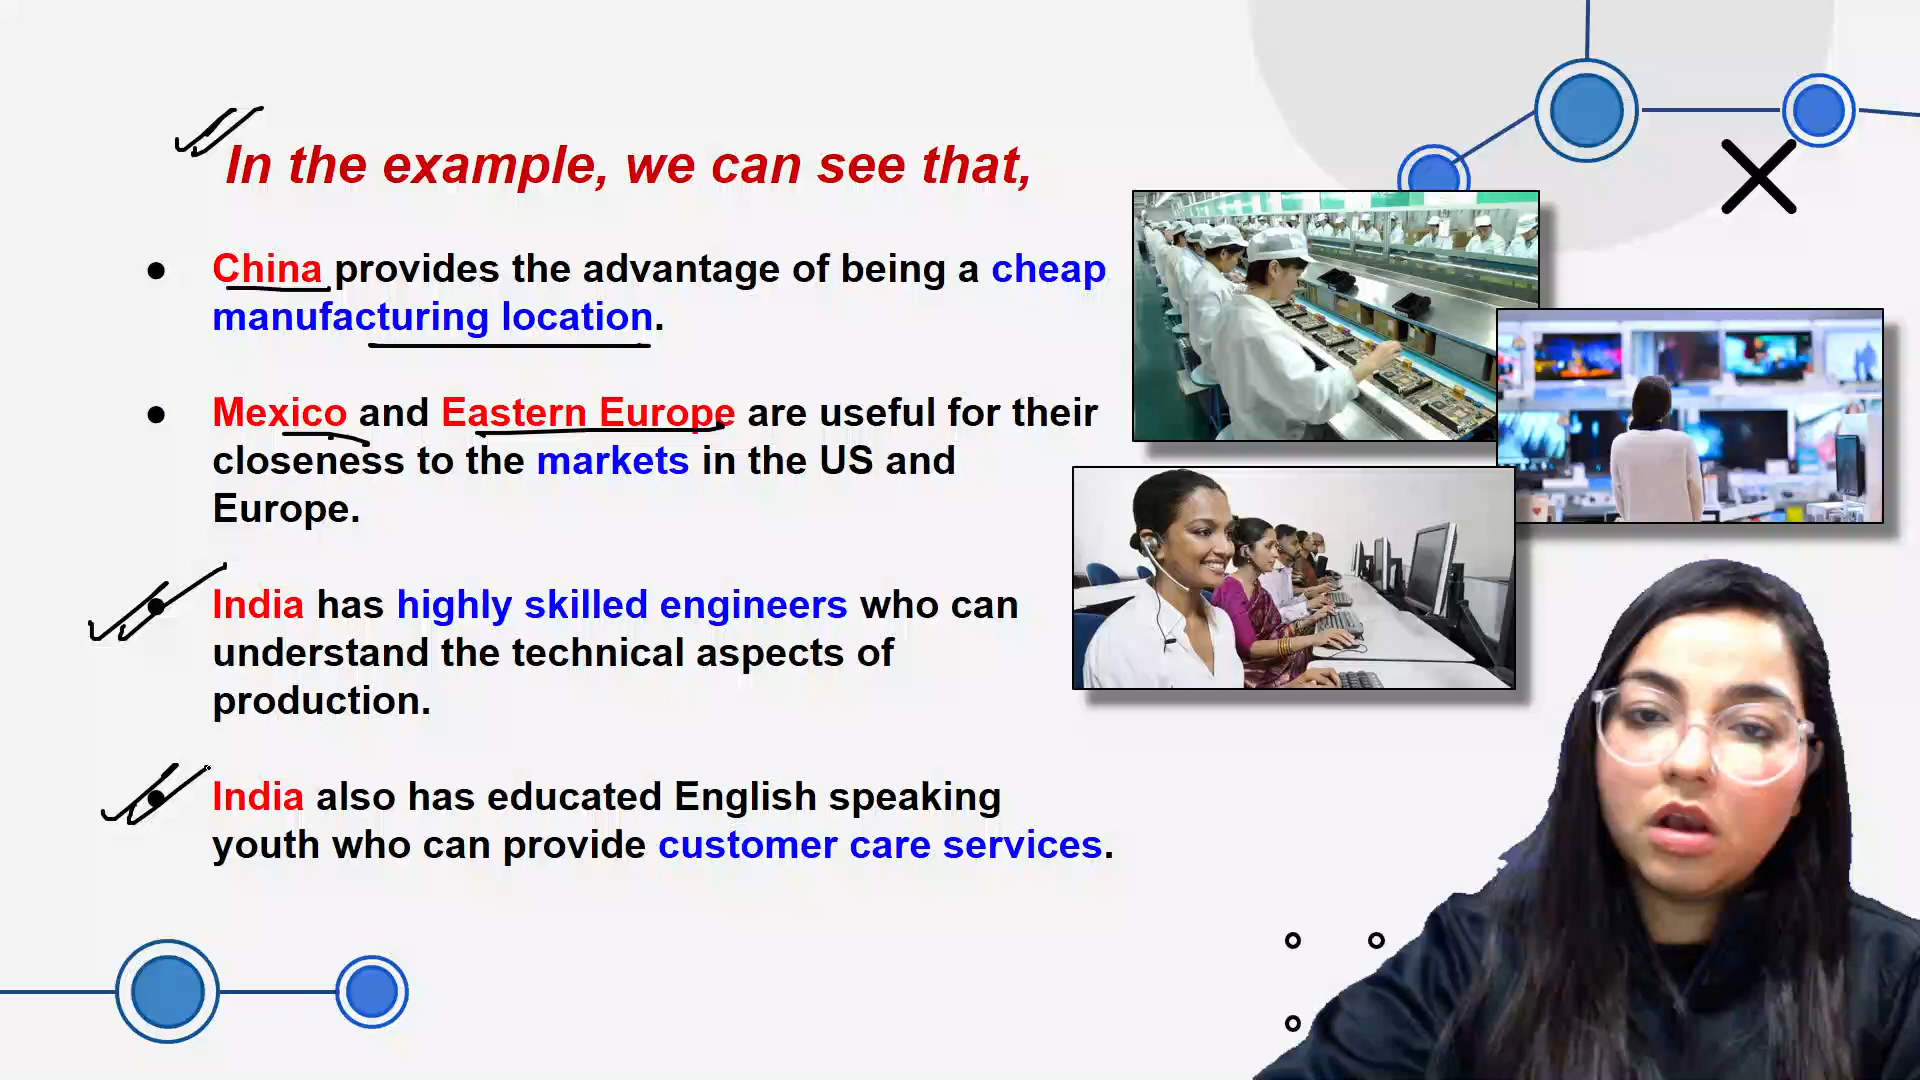 In the example, we can see that,
China provides the advantage of being a cheap
manufacturing location.
Mexico and Eastern Europe are useful for their
closeness to the markets in the US and
Europe.
India has highly skilled engineers who can
understand the technical aspects of
production.
India also has educated English speaking
youth who can provide customer care services.